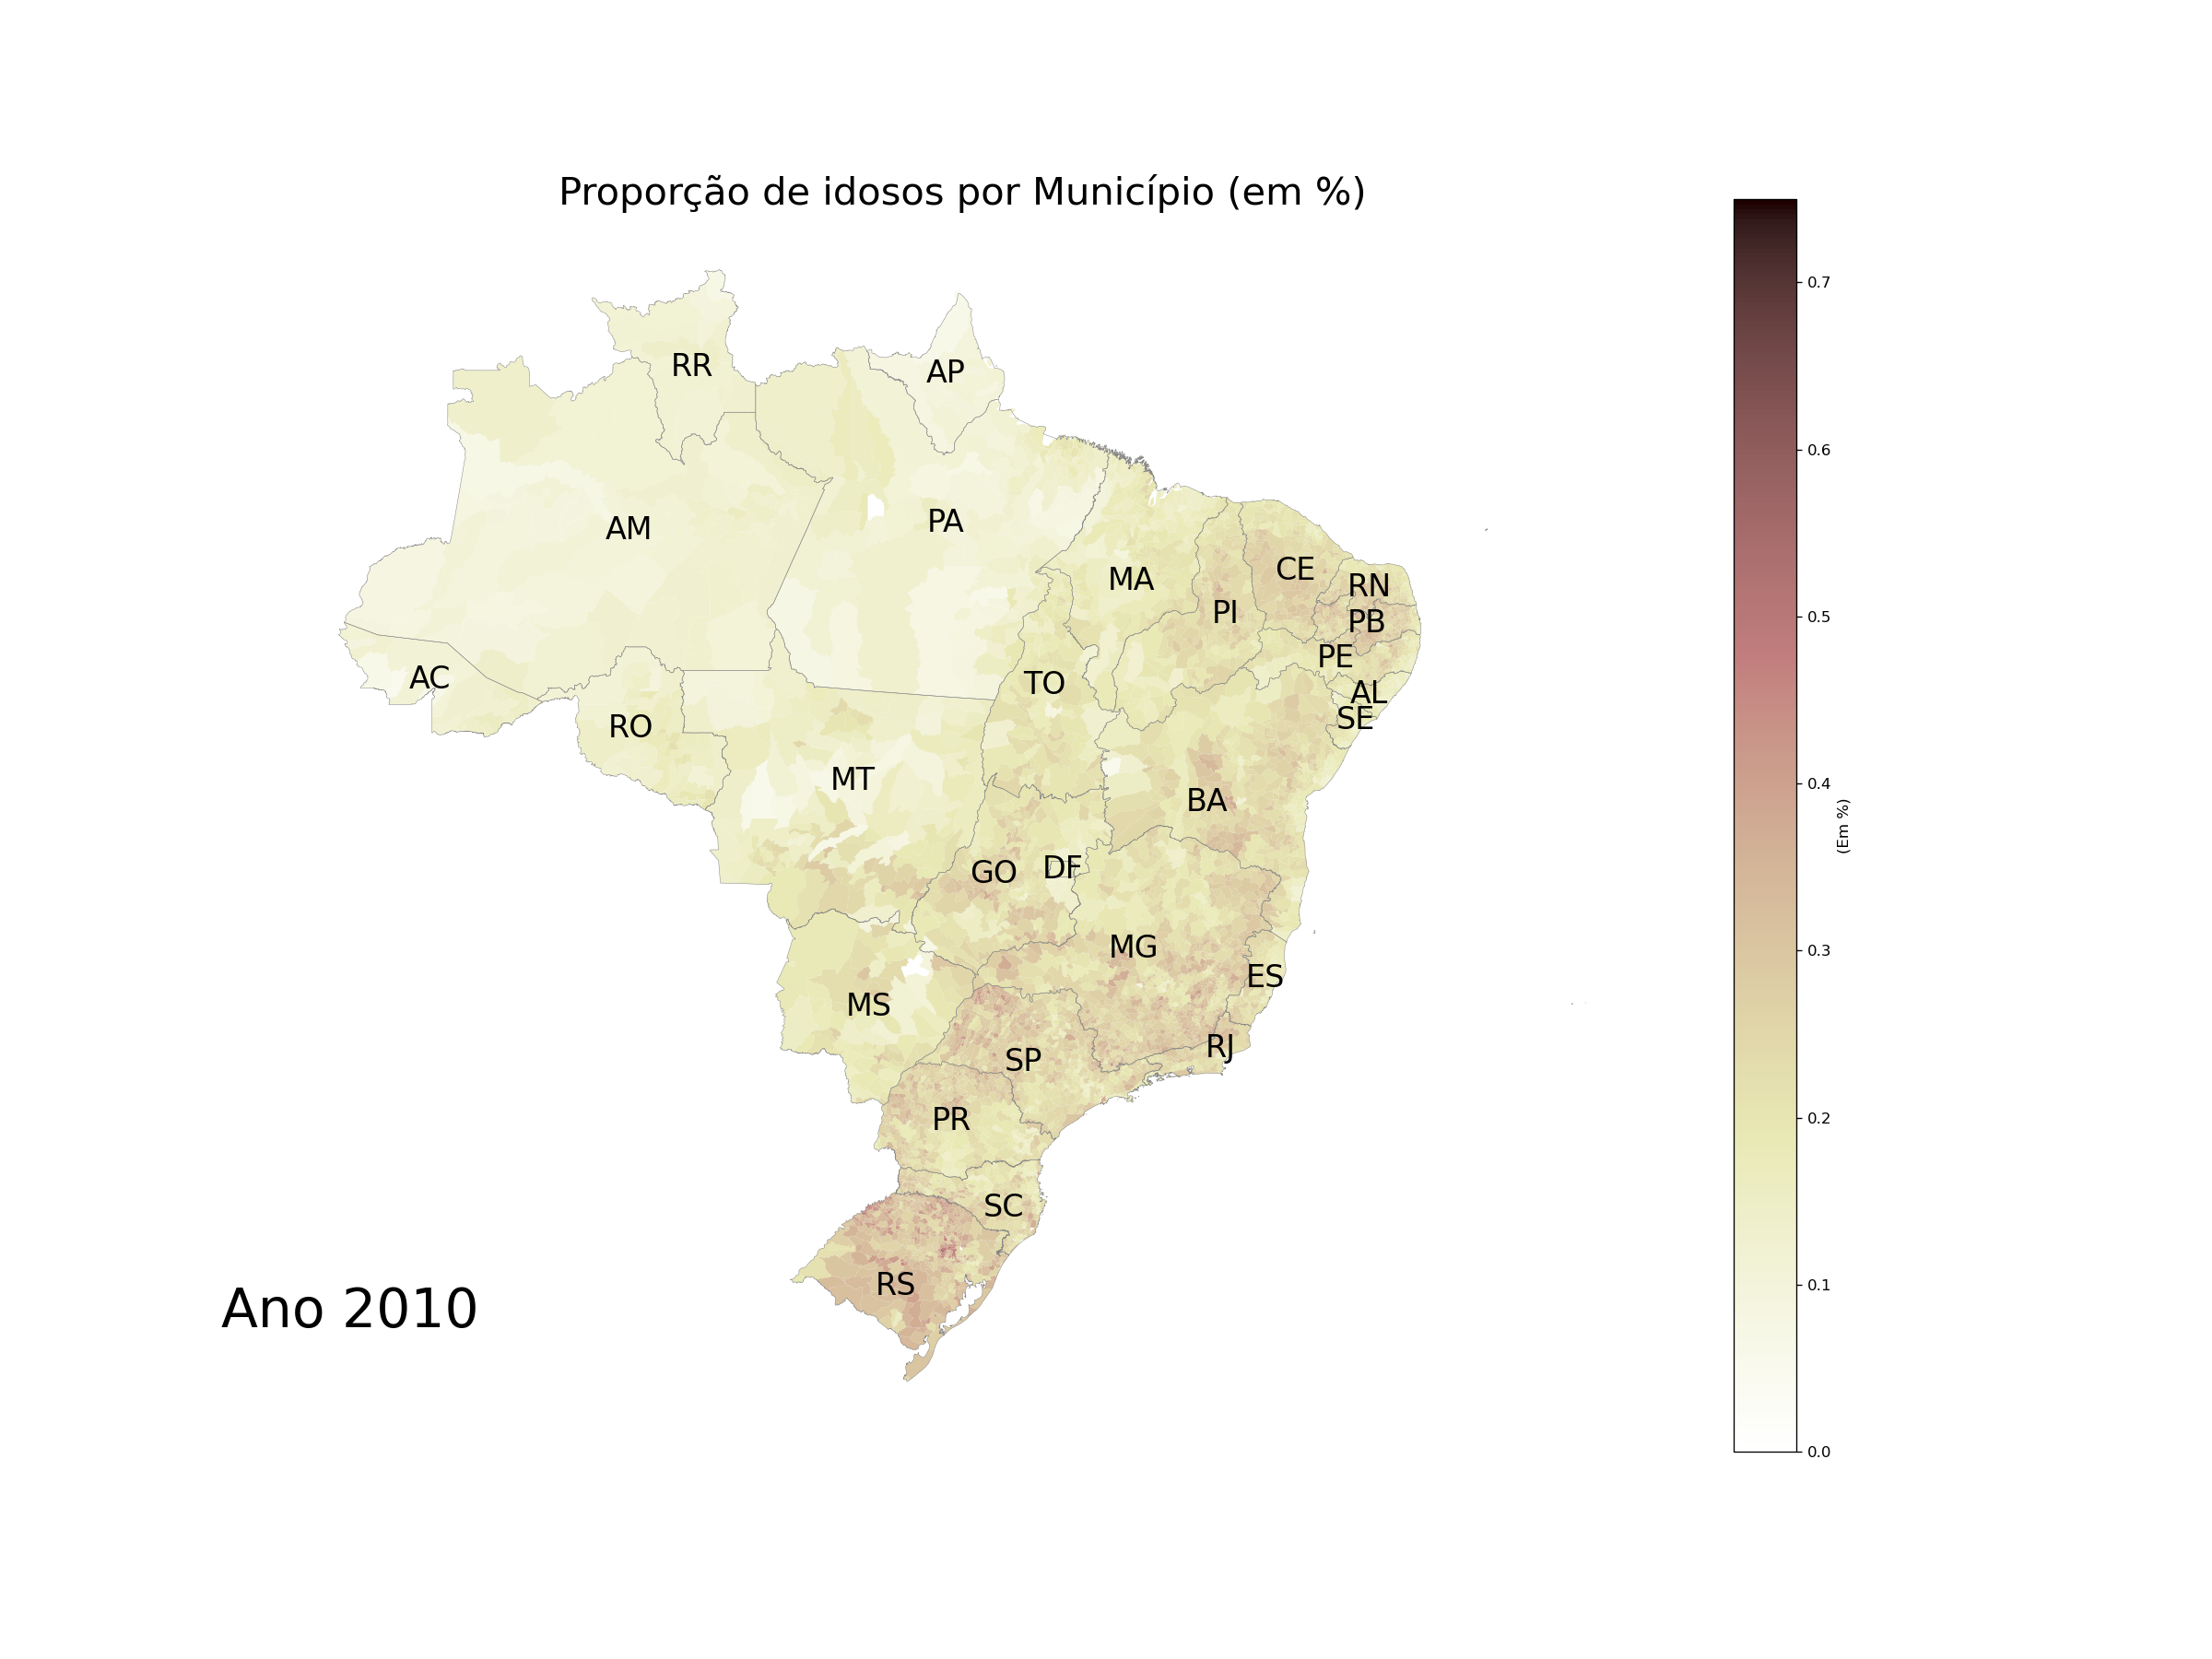 Proporção de idosos por Município (em %)
RR
AP
AM
PA
MA
CE
RN
PI
PB
PE
AC
TO
AL
RO
SE
MT
BA
GO
DF
MG
ES
MS
RJ
SP
PR
SC
RS
Ano 2010
0.7
0.6
0.5
0.4
(Em %)
0.3
0.2
0.1
0.0